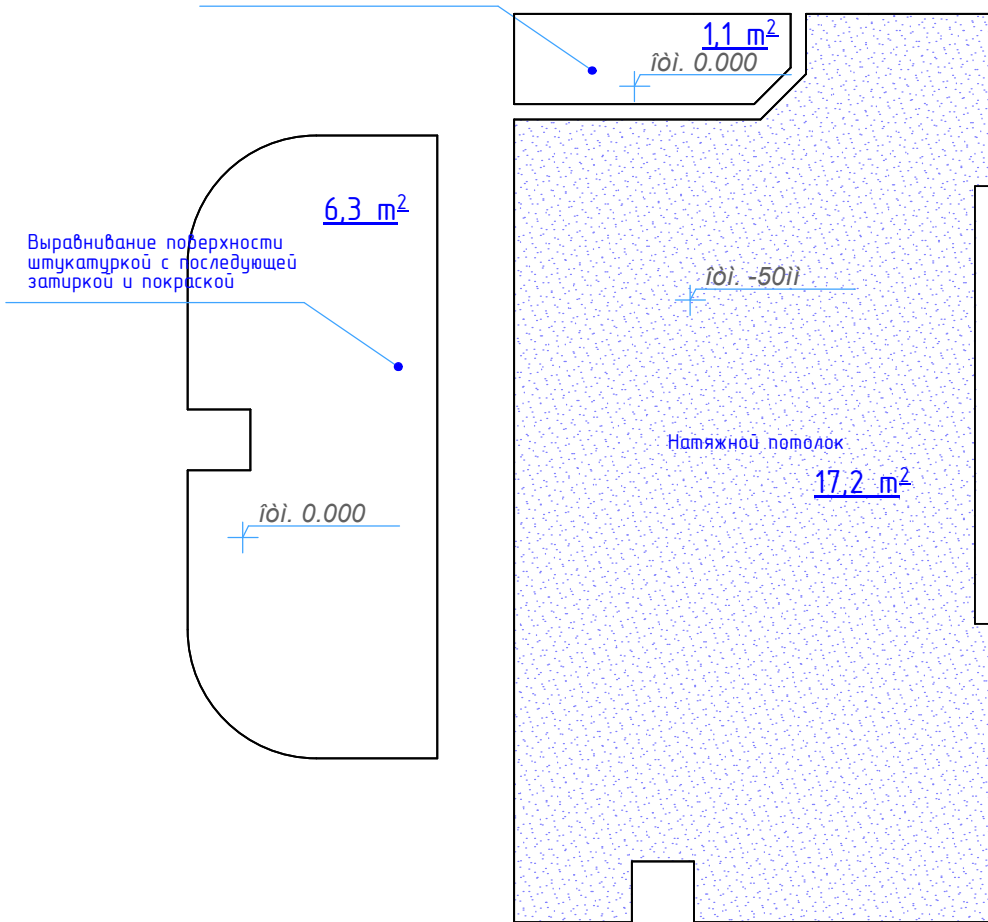 1,1 m²
îòì. 0.000
6,3 m²
Выравнивание поверхности
штукатуркой с последующей
затиркой и покраской
îòì. -50ìì
Натяжной потолок
17,2 m²
îòì. 0.000